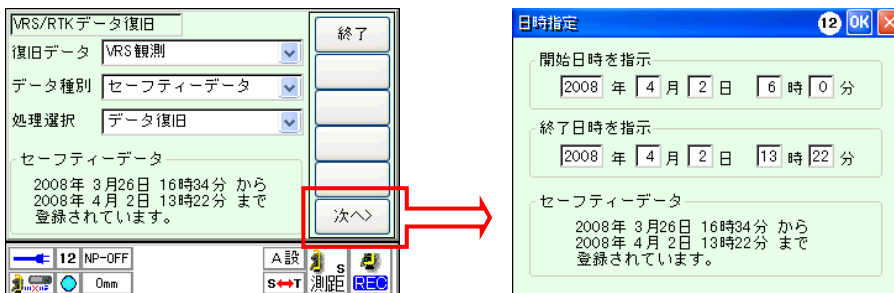 VRS/RTKデータ復旧
終了
復旧データ VRS観測
データ種別 セーフティーデータ
処理選択 データ復旧
セーフティーデータ
2008年 3月26日 16時34分 から
2008年 4月 2日 13時22分 まで
登録されています。
次へ>
12 NP-OFF
A設
S
測距
0mm
S↔T
REC
日時指定
12 OK
開始日時を指示
2008 年 4 月 2 日 6 時 0 分
終了日時を指示
2008 年 4 月 2 日 13 時 22 分
セーフティーデータ
2008年 3月26日 16時34分 から
2008年 4月 2日 13時22分 まで
登録されています。